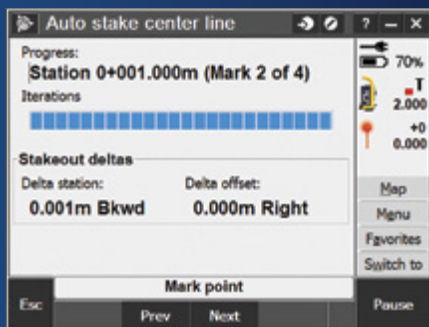 Auto stake center line
?
70%
Progress:
Station 0+001.000m (Mark 2 of 4)
T
2.000
Iterations
+0
0.000
Stakeout deltas
Delta station:
Delta offset:
0.001m Bkwd
0.000m Right
Map
Menu
Favorites
Switch to
Mark point
Esc
Prev
Next
Pause